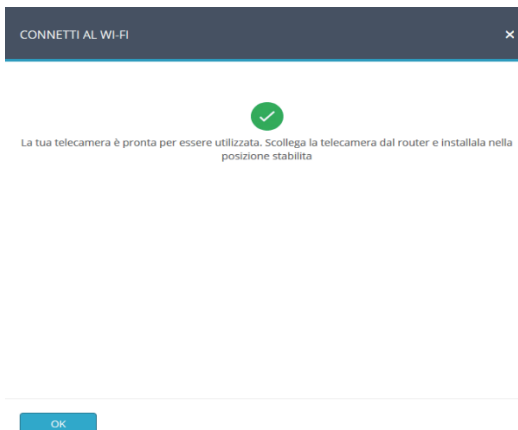 CONNETTI AL WI-FI
La tua telecamera è pronta per essere utilizzata. Scollega la telecamera dal router e installala nella
posizione stabilita
OK